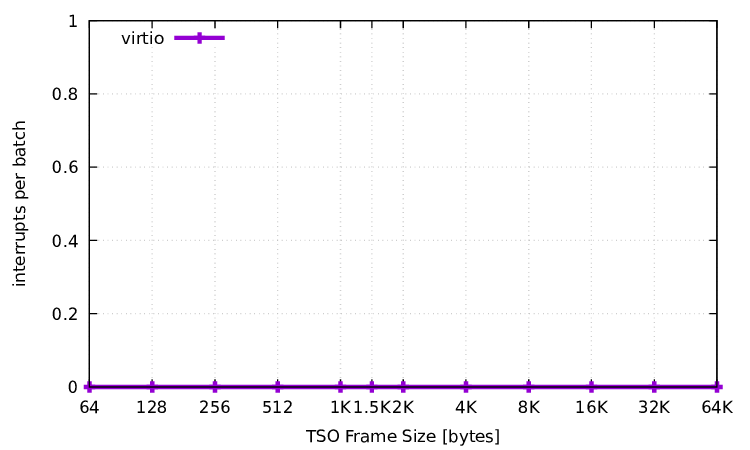 1
virtio
0.8
0.6
0.4
0.2
0
interrupts per batch
64 128 256 512 1K 1.5K 2K 4K 8K 16K 32K 64K
TSO Frame Size [bytes]